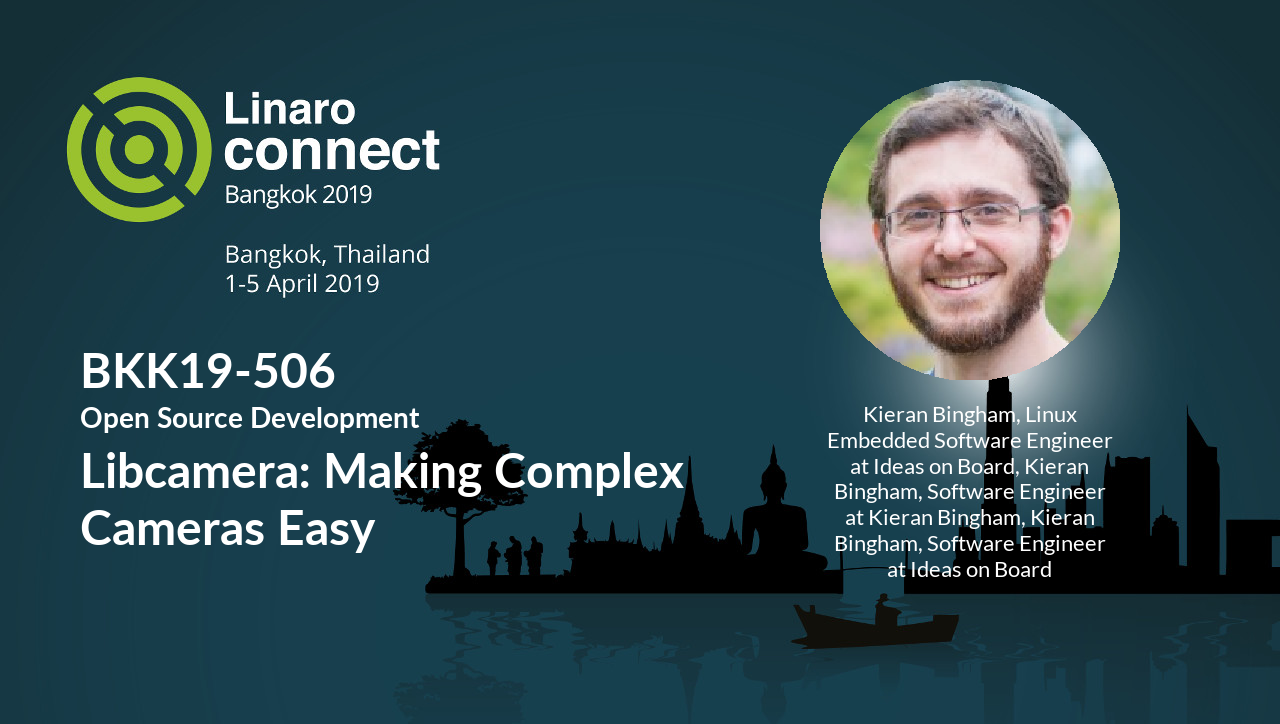 Linaro
connect
Bangkok 2019
Bangkok, Thailand
1-5 April 2019
BKK19-506
Open Source Development
Libcamera: Making Complex
Cameras Easy
Kieran Bingham, Linux
Embedded Software Engineer
at Ideas on Board, Kieran
Bingham, Software Engineer
at Kieran Bingham, Kieran
Bingham, Software Engineer
at Ideas on Board